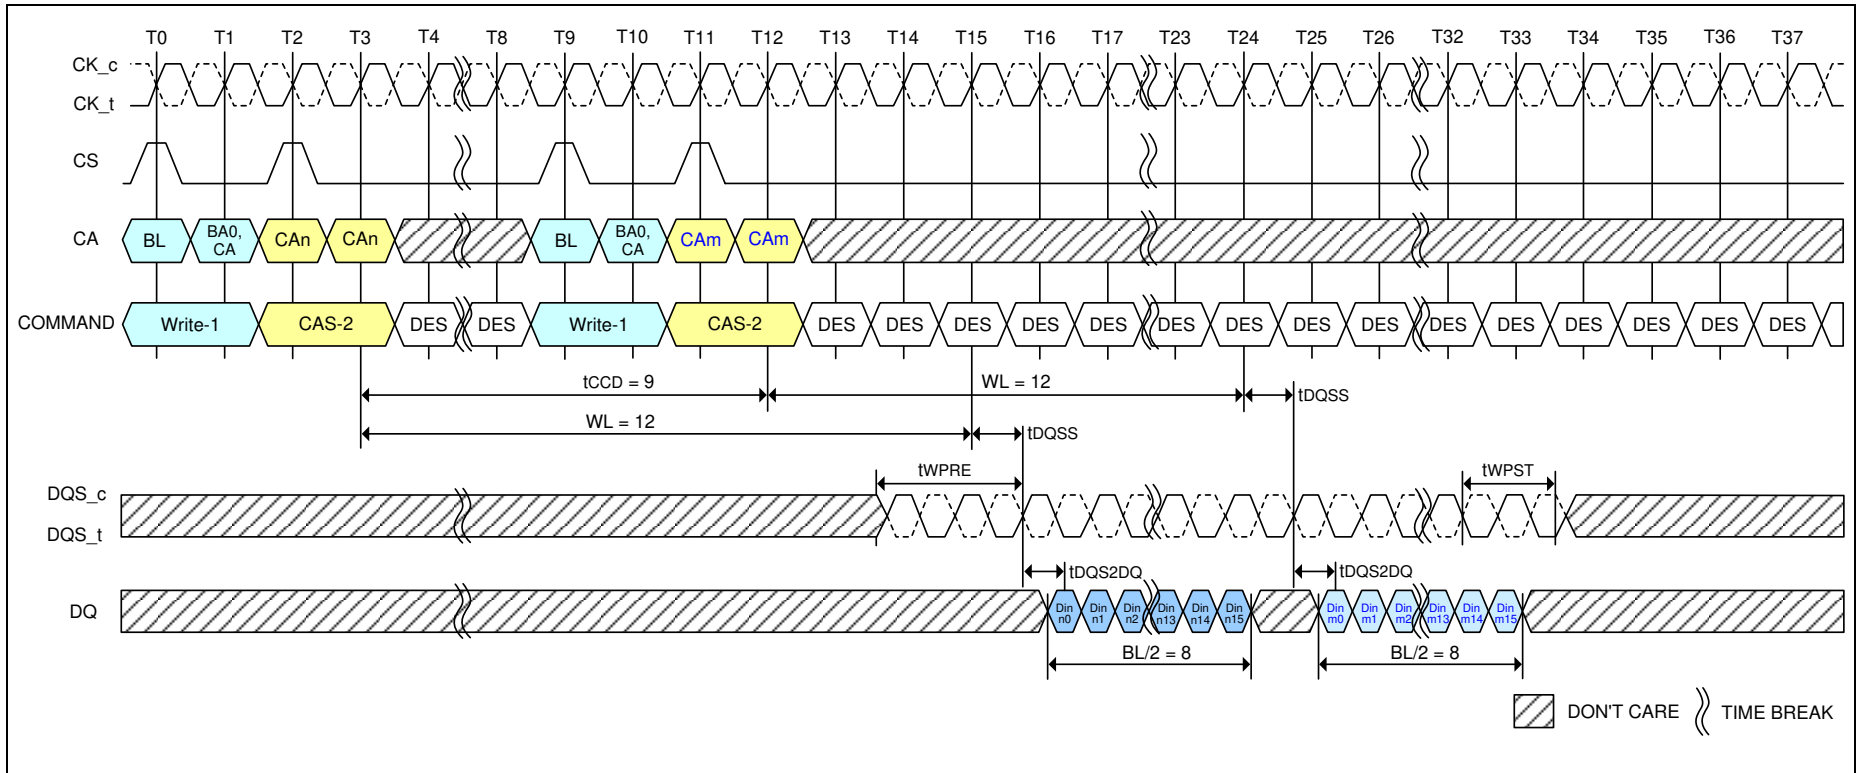 T0 T1 T2 T3 T4 T8 T9 T10 T11 T12 T13 T14 T15 T16 T17 T23 T24 T25 T26 T32 T33 T34 T35 T36 T37
CK_c
CK_t
CS
CA BL BA0, CA CAn CAn BL BA0, CA CAm CAm
COMMAND Write-1 CAS-2 DES DES Write-1 CAS-2 DES DES DES DES DES DES DES DES DES DES DES DES DES DES DES
tCCD = 9 WL = 12 tDQSS
WL = 12 tDQSS
tWPRE tWPST
DQS_c
DQS_t
tDQS2DQ tDQS2DQ
DQ Din n0 Din n1 Din n2 Din n13 Din n14 Din n15 Din m0 Din m1 Din m2 Din m13 Din m14 Din m15
BL/2 = 8 BL/2 = 8
DON'T CARE TIME BREAK